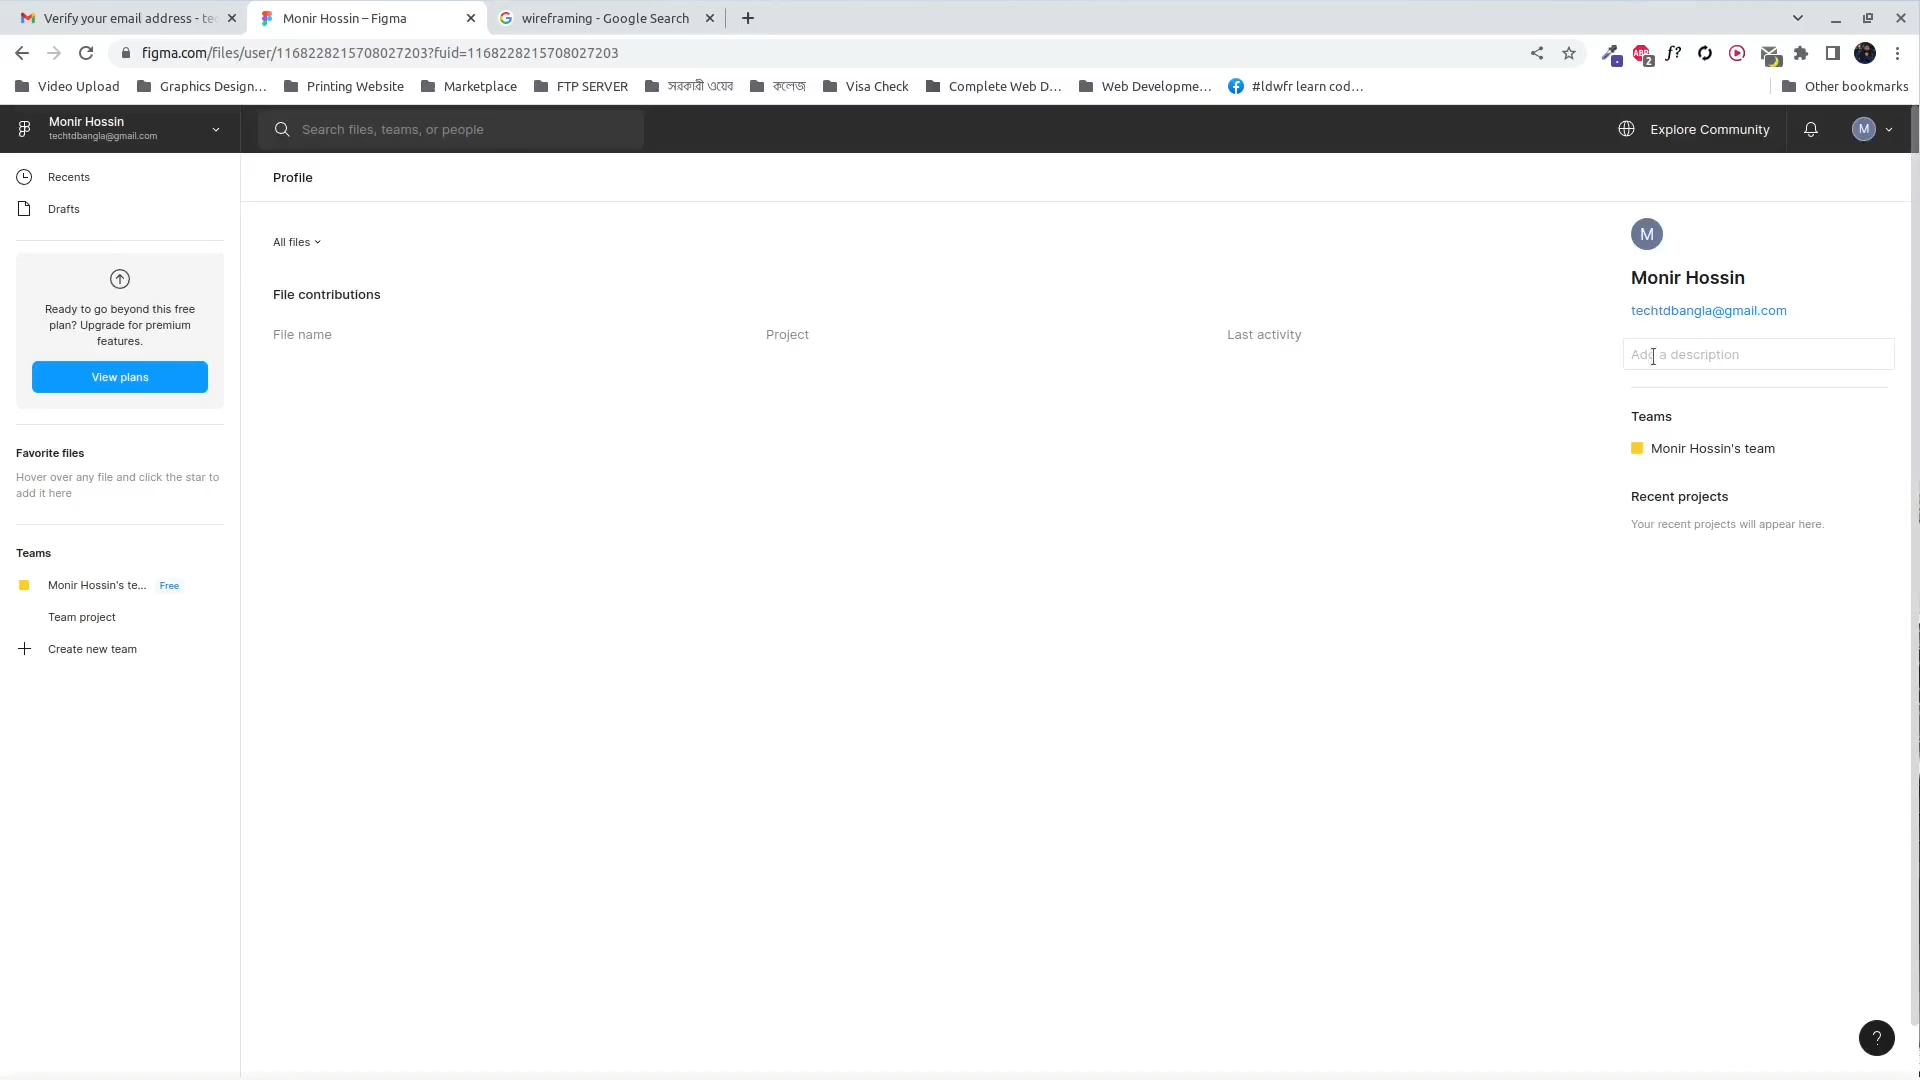 Verify your email address - tec
Monir Hossin – Figma
wireframing - Google Search
figma.com/files/user/1168228215708027203?fuid=1168228215708027203
ABP
2
f?
Video Upload
Graphics Design...
Printing Website
Marketplace
FTP SERVER
সরকারী ওয়েব
কলেজ
Visa Check
Complete Web D...
Web Developme...
#ldwfr learn cod...
Other bookmarks
Monir Hossin
techtdbangla@gmail.com
Search files, teams, or people
Explore Community
M
Recents
Drafts
Ready to go beyond this free
plan? Upgrade for premium
features.
View plans
Favorite files
Hover over any file and click the star to
add it here
Teams
Monir Hossin's te...
Free
Team project
Create new team
Profile
All files
File contributions
File name
Project
Last activity
M
Monir Hossin
techtdbangla@gmail.com
Add a description
Teams
Monir Hossin's team
Recent projects
Your recent projects will appear here.
?